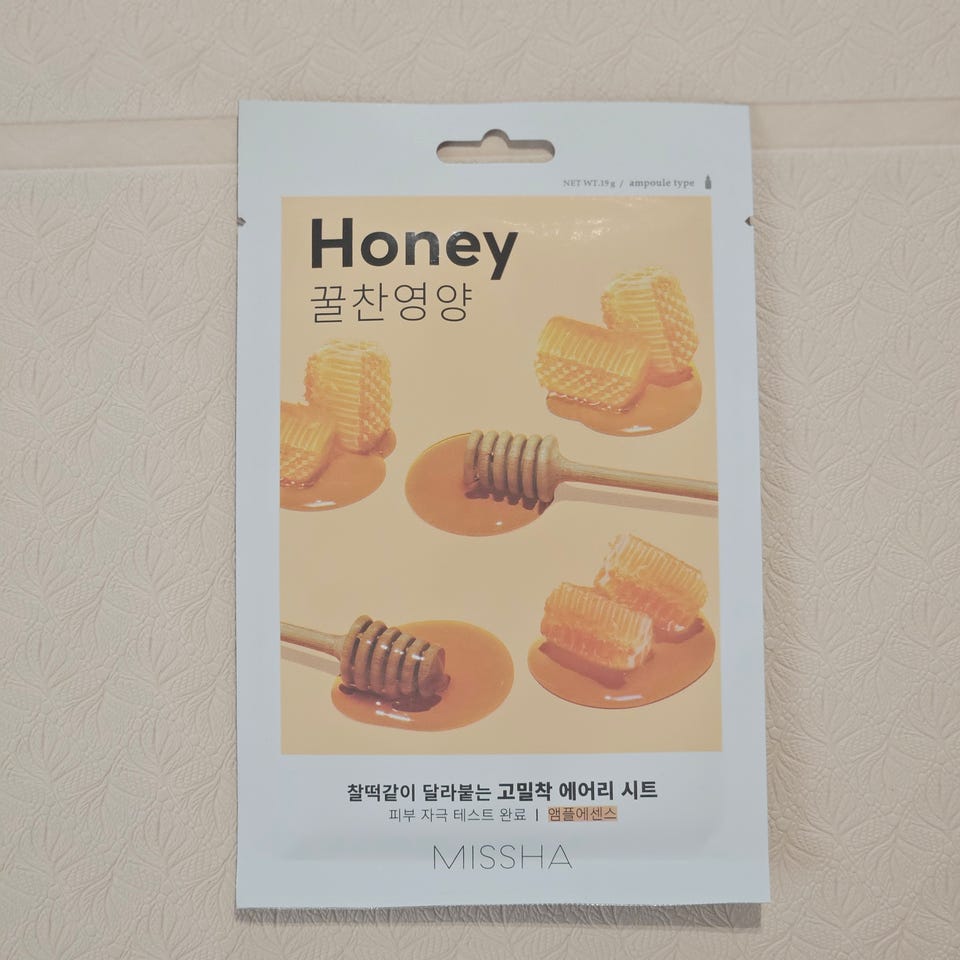 NET WT.19g / ampoule type
Honey
꿀찬영양
찰떡같이 달라붙는 고밀착 에어리 시트
피부 자극 테스트 완료 | 앰플에센스
MISSHA